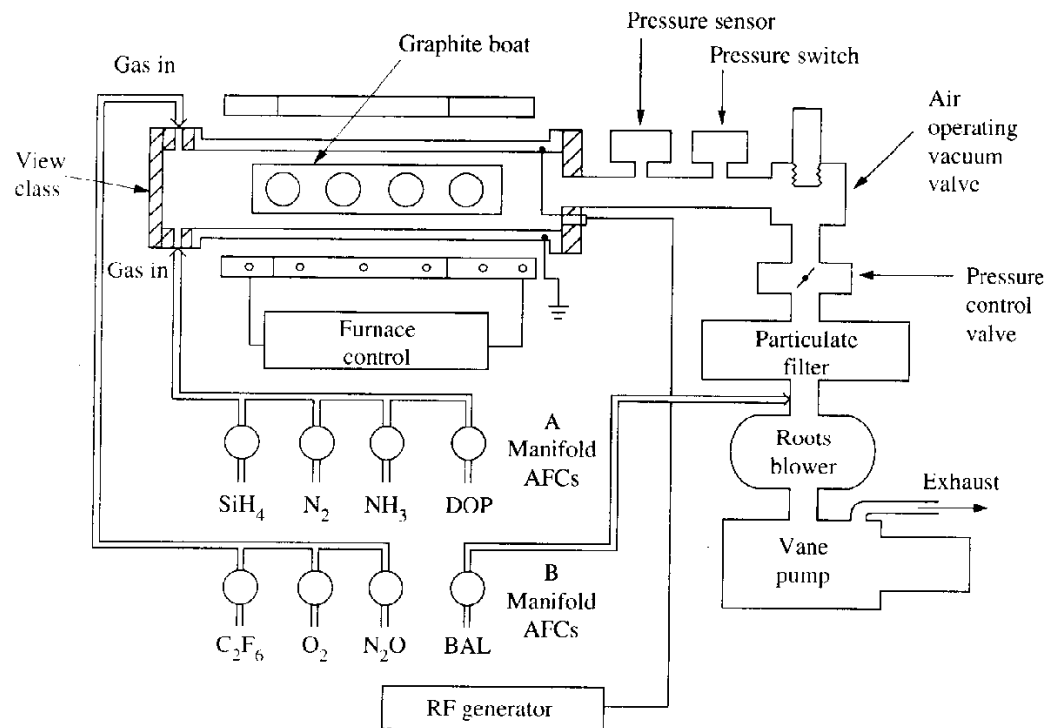 Pressure sensor
Graphite boat
Pressure switch
Gas in
Air
operating
vacuum
valve
View
class
Gas in
Pressure
control
valve
Furnace
control
Particulate
filter
A
Manifold
AFCs
Roots
blower
SiH4
N2
NH3
DOP
Exhaust
Vane
pump
B
Manifold
AFCs
C2F6
O2
N2O
BAL
RF generator